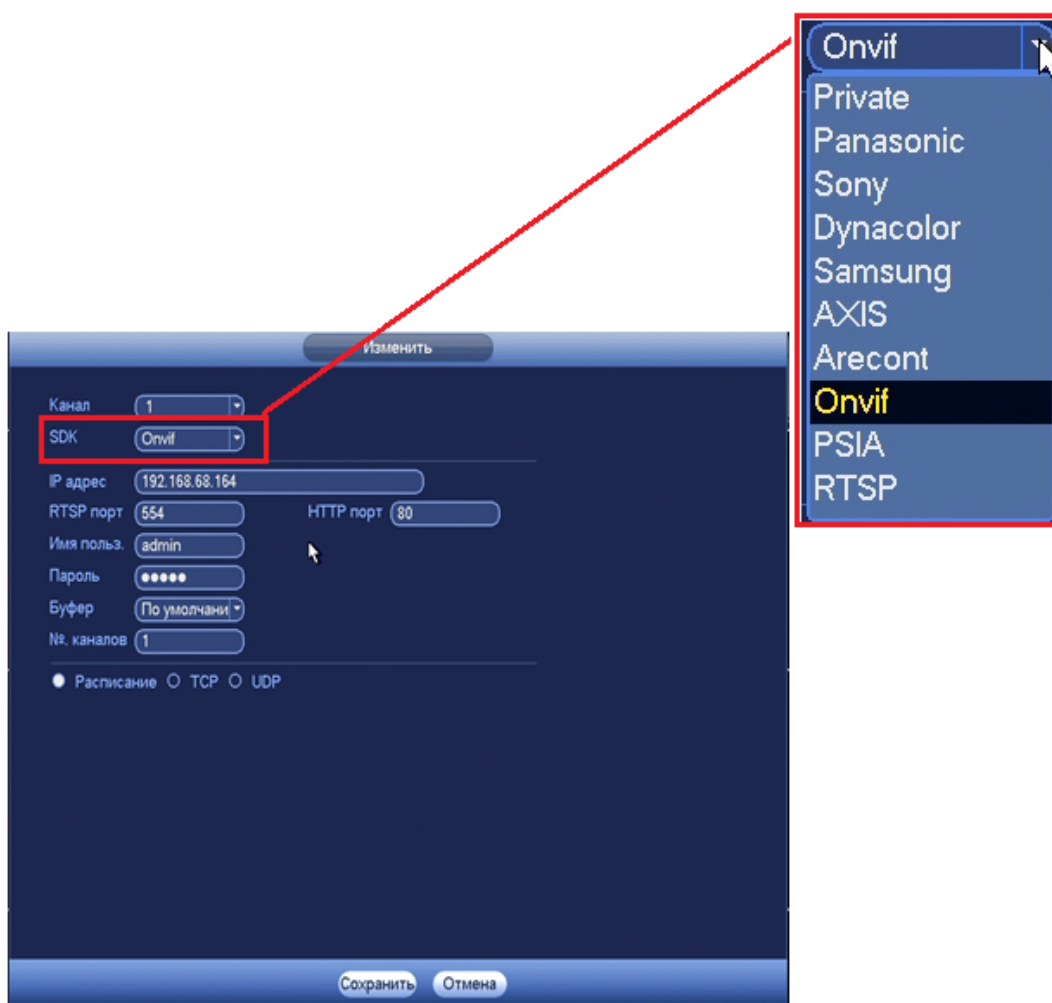 Изменить
Канал 1
SDK Onvif
IP адрес 192.168.68.164
RTSP порт 554 HTTP порт 80
Имя польз. admin
Пароль ●●●●●
Буфер По умолчани
№. каналов 1
Расписание TCP UDP
Сохранить Отмена
Onvif
Private
Panasonic
Sony
Dynacolor
Samsung
AXIS
Arecont
Onvif
PSIA
RTSP